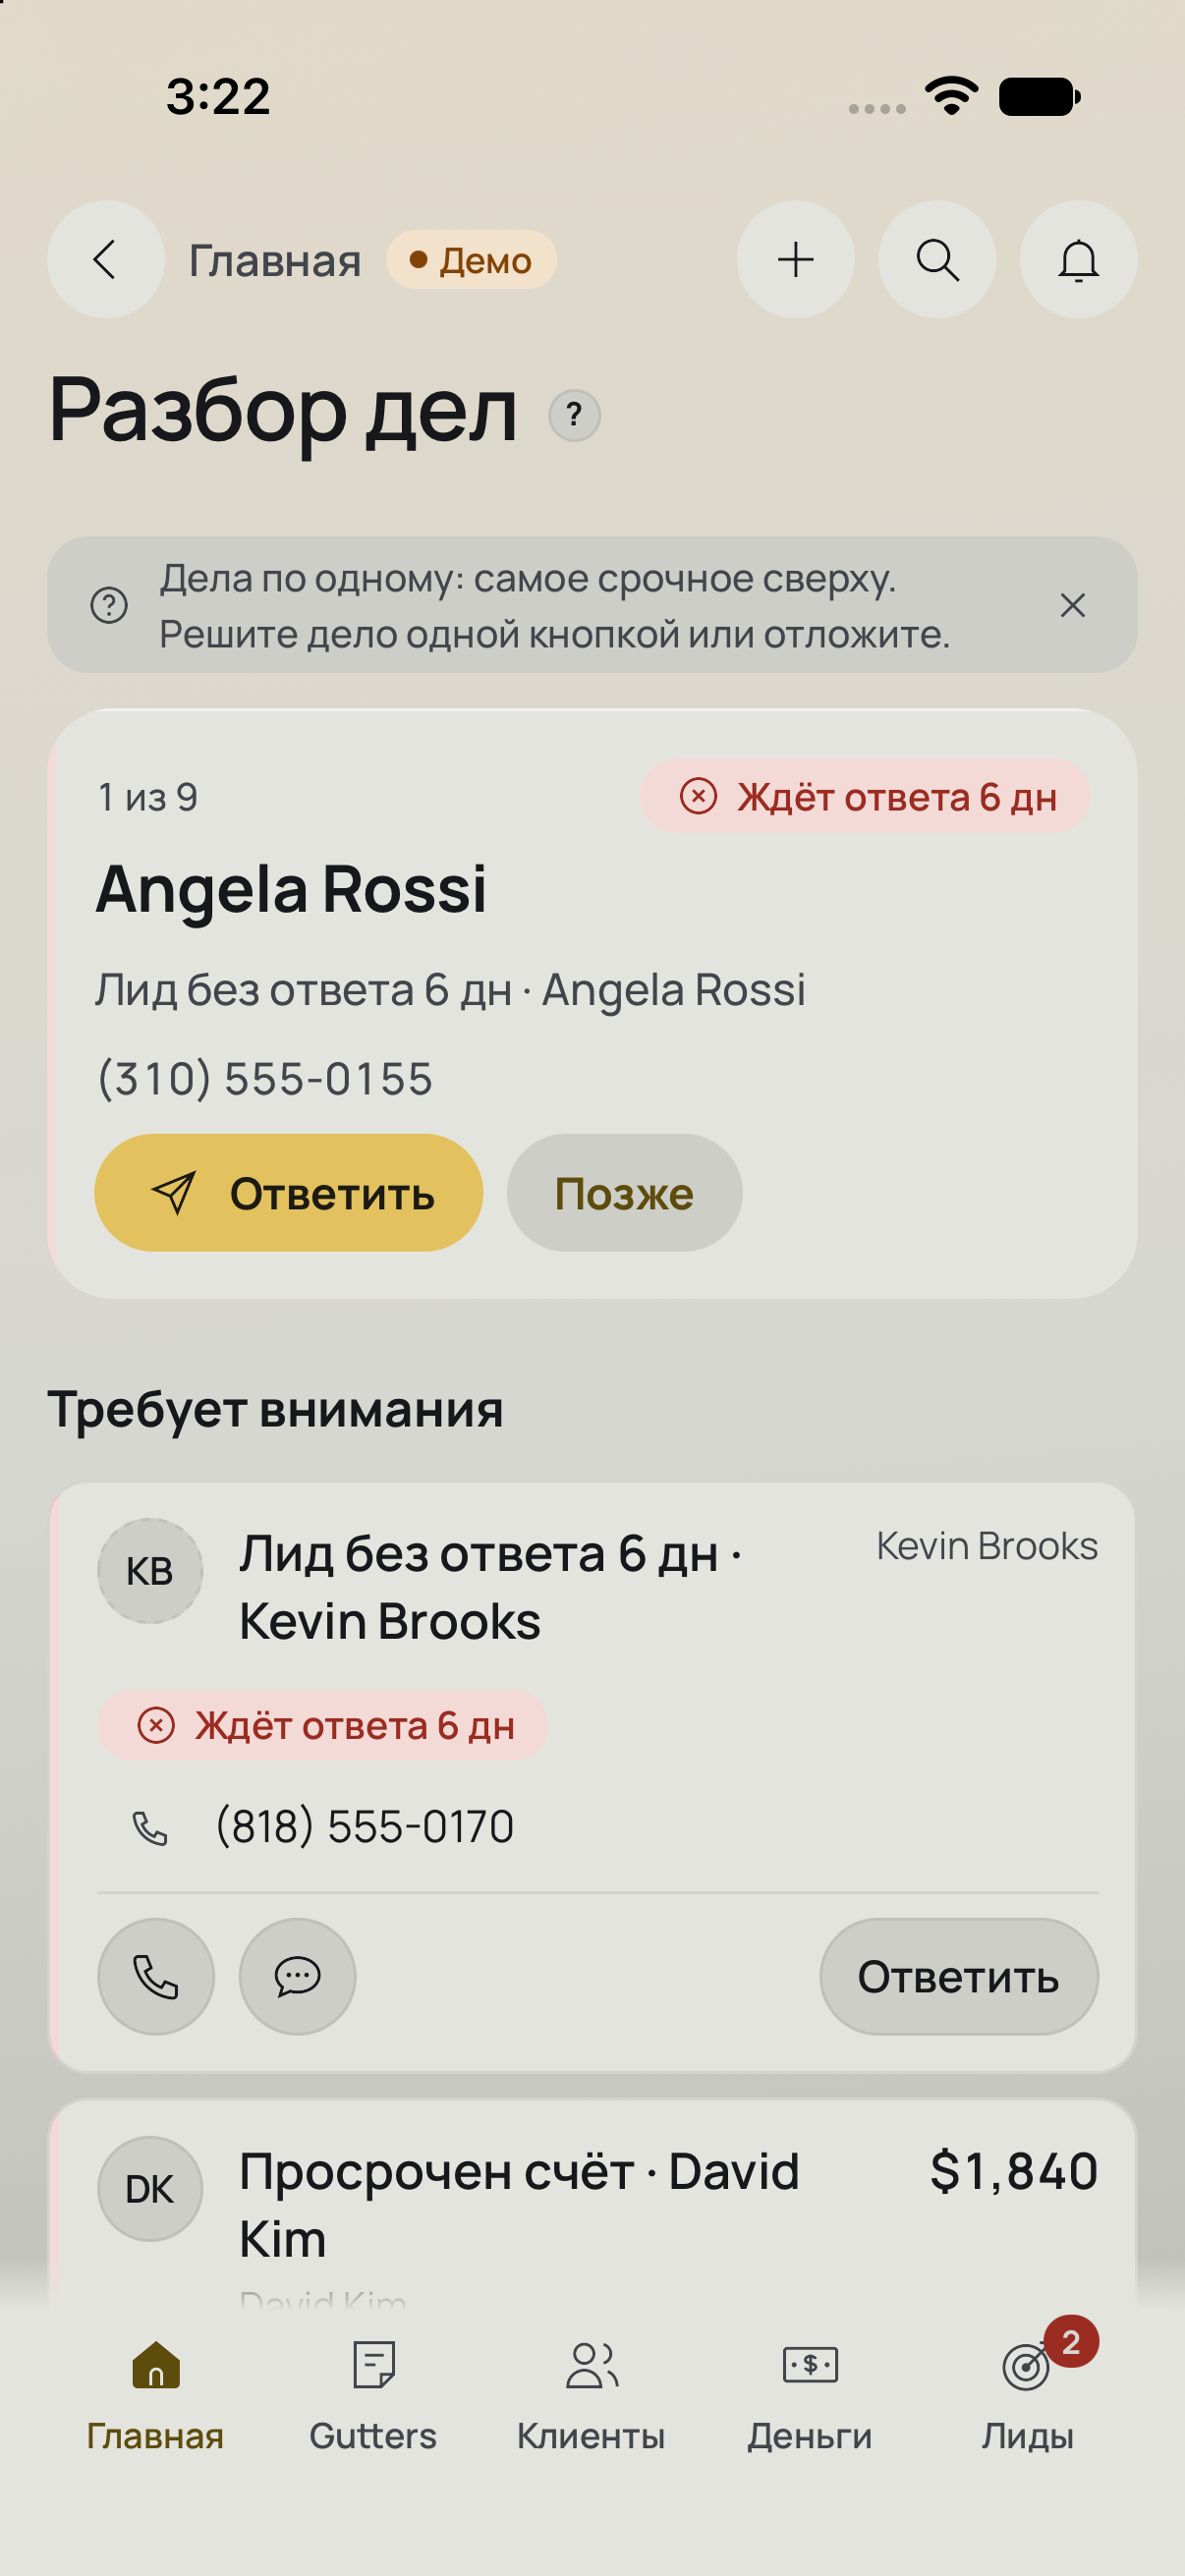 3:22
Главная
Демо
Разбор дел
?
Дела по одному: самое срочное сверху.
Решите дело одной кнопкой или отложите.
1 из 9
Ждёт ответа 6 дн
Angela Rossi
Лид без ответа 6 дн · Angela Rossi
(310) 555-0155
Ответить
Позже
Требует внимания
KB
Лид без ответа 6 дн ·
Kevin Brooks
Kevin Brooks
Ждёт ответа 6 дн
(818) 555-0170
Ответить
DK
Просрочен счёт · David
Kim
$1,840
David Kim
2
Главная
Gutters
Клиенты
Деньги
Лиды